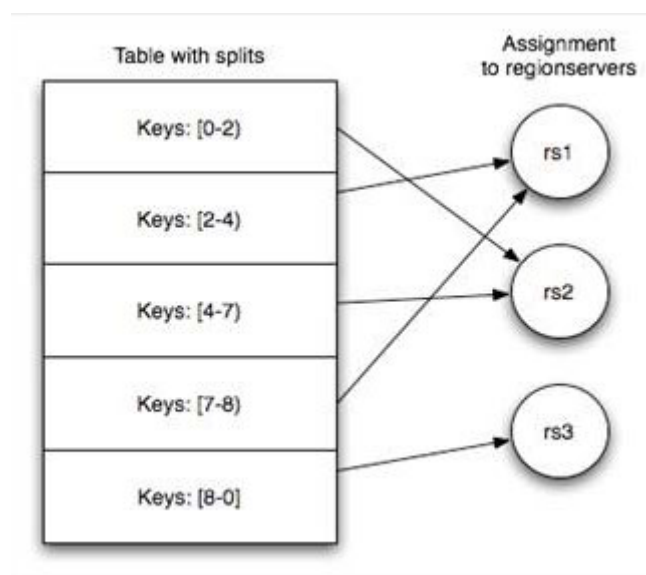 Table with splits
Assignment
to regionservers
Keys: [0-2)
Keys: [2-4)
Keys: [4-7)
Keys: [7-8)
Keys: [8-0]
rs1
rs2
rs3